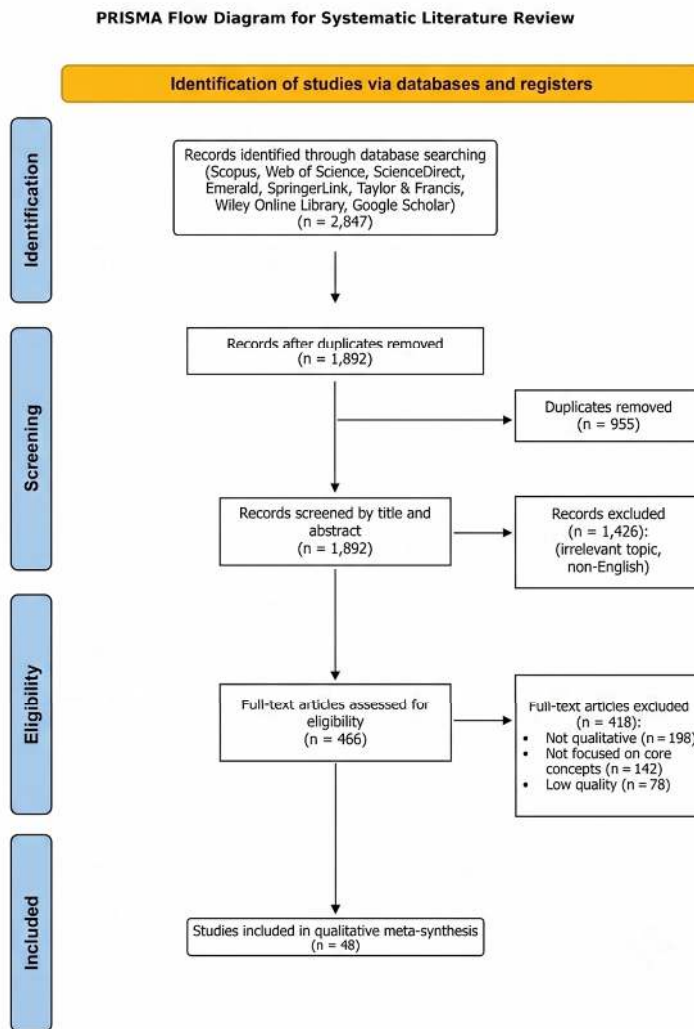 PRISMA Flow Diagram for Systematic Literature Review
Identification of studies via databases and registers
Identification
Records identified through database searching
(Scopus, Web of Science, ScienceDirect,
Emerald, SpringerLink, Taylor & Francis,
Wiley Online Library, Google Scholar)
(n = 2,847)
Screening
Records after duplicates removed
(n = 1,892)
Duplicates removed
(n = 955)
Records screened by title and
abstract
(n = 1,892)
Records excluded
(n = 1,426):
(irrelevant topic,
non-English)
Eligibility
Full-text articles assessed for
eligibility
(n = 466)
Full-text articles excluded
(n = 418):
• Not qualitative (n = 198)
• Not focused on core
concepts (n = 142)
• Low quality (n = 78)
Included
Studies included in qualitative meta-synthesis
(n = 48)